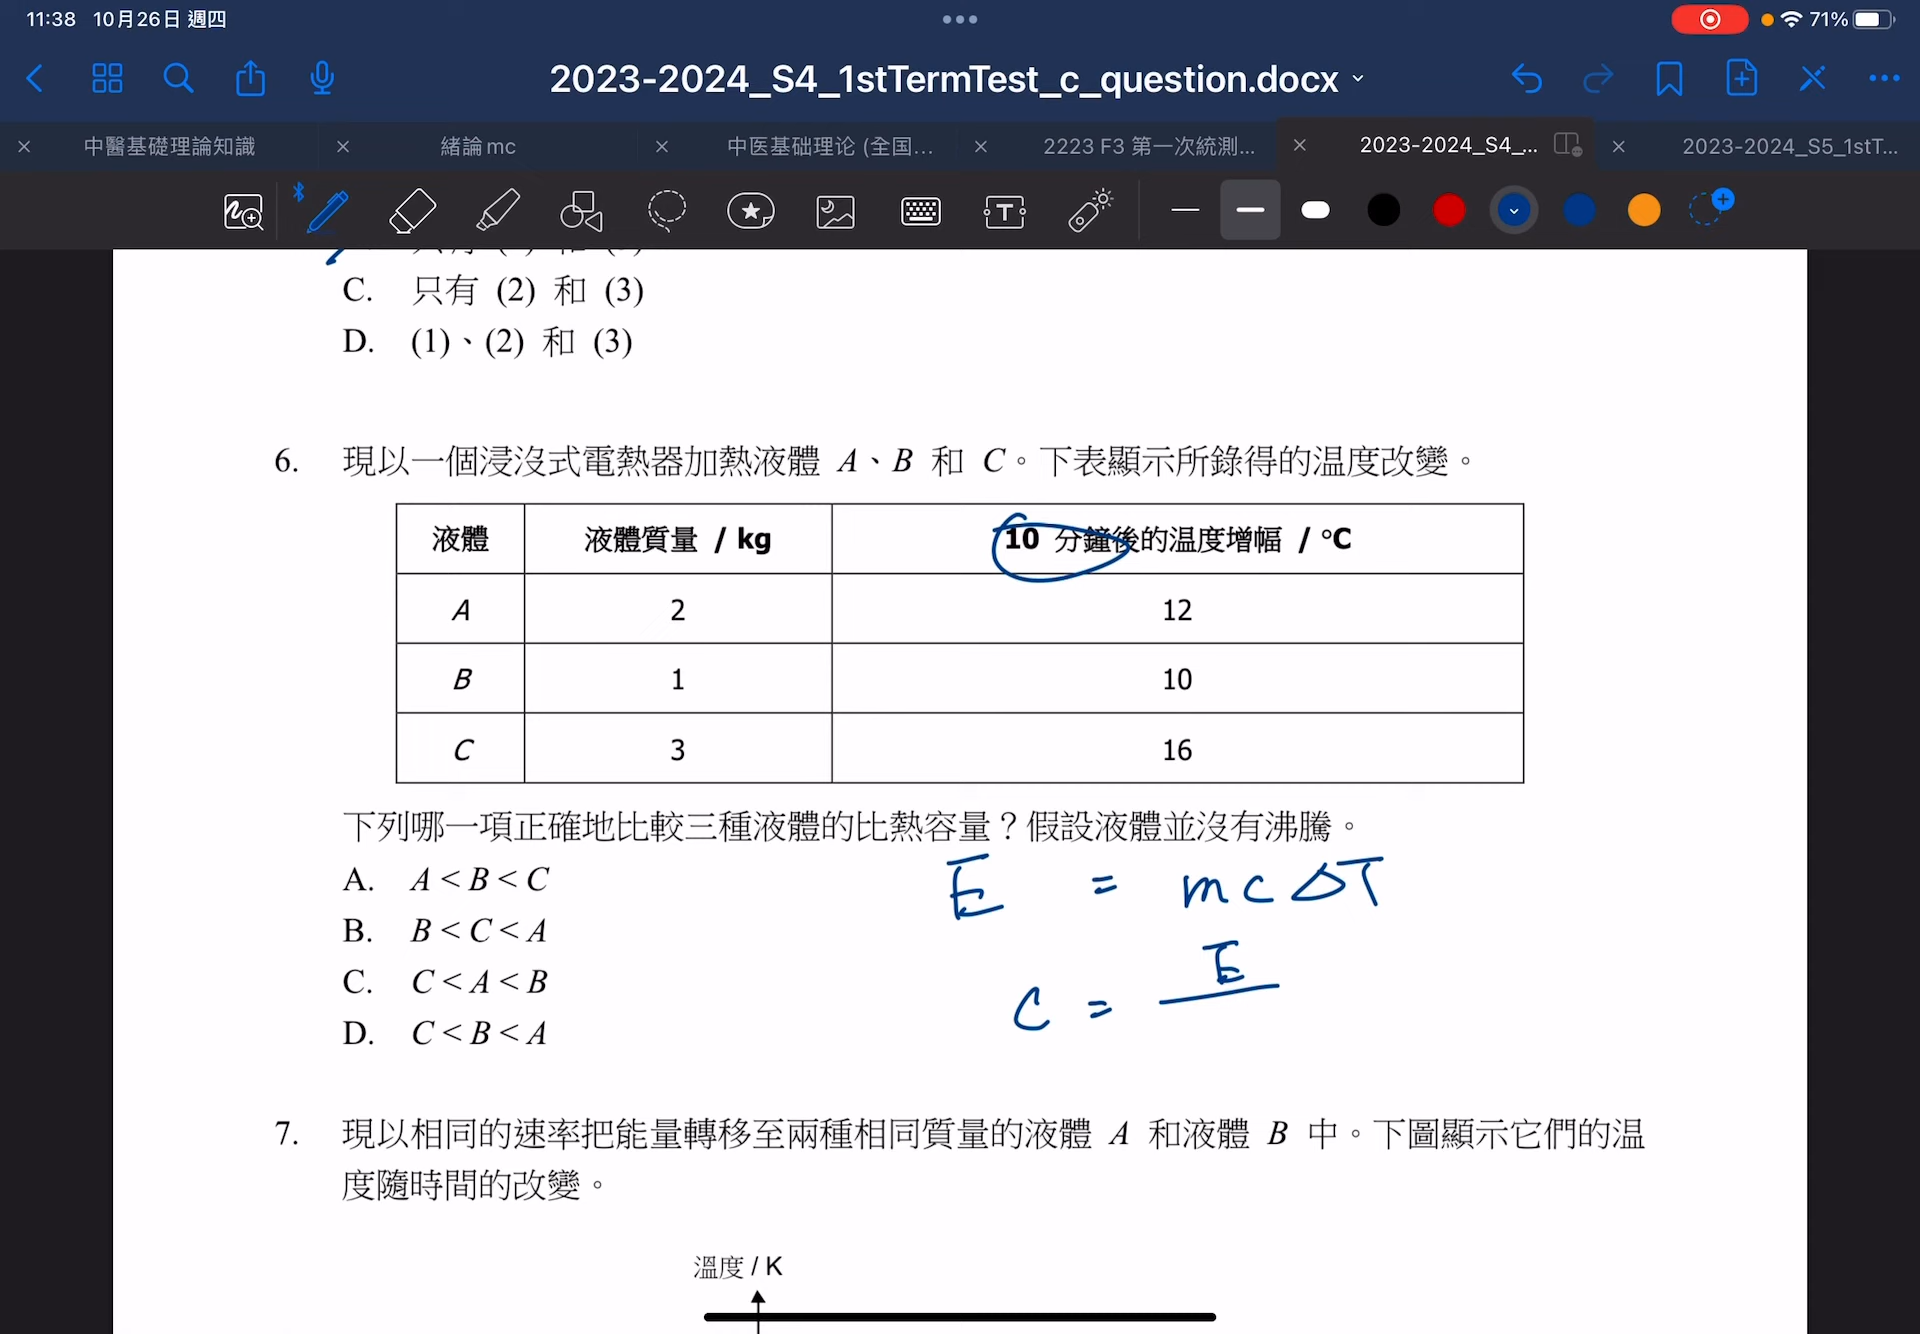 11:38 10月26日 週四
71%
2023-2024_S4_1stTermTest_c_question.docx
中醫基礎理論知識
緒論mc
中医基础理论 (全国...
2223 F3 第一次統測...
2023-2024_S4_...
2023-2024_S5_1stT...
C. 只有 (2) 和 (3)
D. (1)、(2) 和 (3)
6. 現以一個浸沒式電熱器加熱液體 A、B 和 C。下表顯示所錄得的温度改變。
液體 液體質量 / kg 10 分鐘後的温度增幅 / °C
A 2 12
B 1 10
C 3 16
下列哪一項正確地比較三種液體的比熱容量？假設液體並沒有沸騰。
A. A < B < C
B. B < C < A
C. C < A < B
D. C < B < A
E = mcΔT
c = E
7. 現以相同的速率把能量轉移至兩種相同質量的液體 A 和液體 B 中。下圖顯示它們的温
度隨時間的改變。
溫度 / K